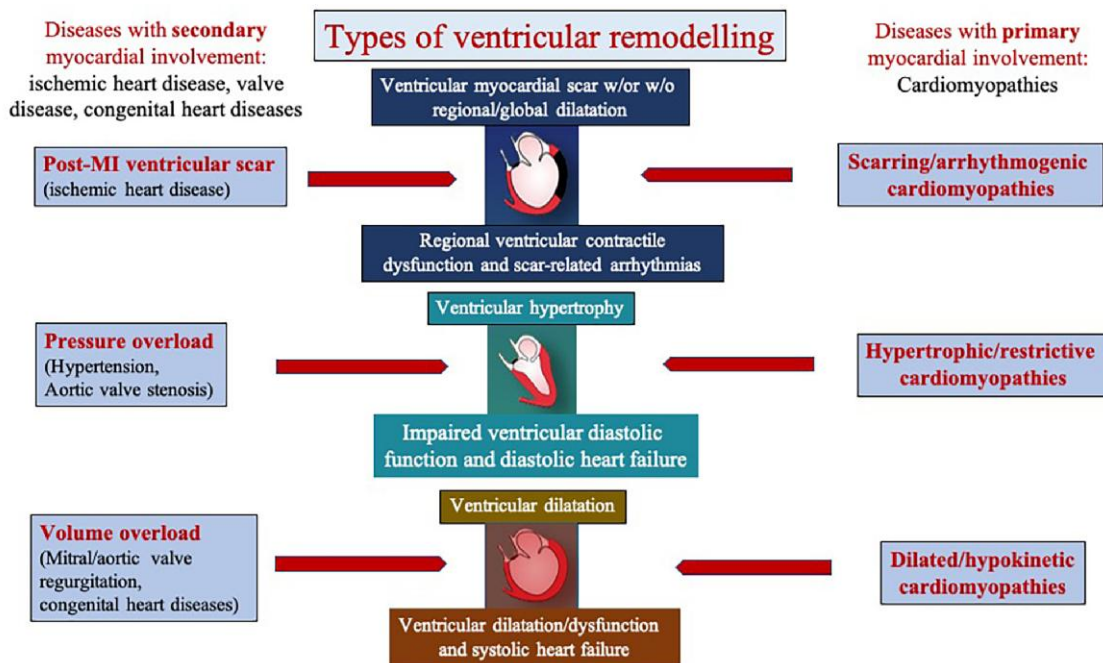 Types of ventricular remodelling
Diseases with secondary
myocardial involvement:
ischemic heart disease, valve
disease, congenital heart diseases
Diseases with primary
myocardial involvement:
Cardiomyopathies
Ventricular myocardial scar w/or w/o
regional/global dilatation
Post-MI ventricular scar
(ischemic heart disease)
Scarring/arrhythmogenic
cardiomyopathies
Regional ventricular contractile
dysfunction and scar-related arrhythmias
Ventricular hypertrophy
Pressure overload
(Hypertension,
Aortic valve stenosis)
Hypertrophic/restrictive
cardiomyopathies
Impaired ventricular diastolic
function and diastolic heart failure
Ventricular dilatation
Volume overload
(Mitral/aortic valve
regurgitation,
congenital heart diseases)
Dilated/hypokinetic
cardiomyopathies
Ventricular dilatation/dysfunction
and systolic heart failure